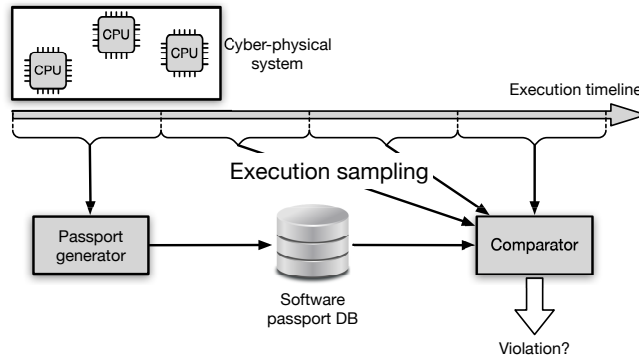 CPU
CPU
CPU
Cyber-physical
system
Execution timeline
Execution sampling
Passport
generator
Comparator
Software
passport DB
Violation?